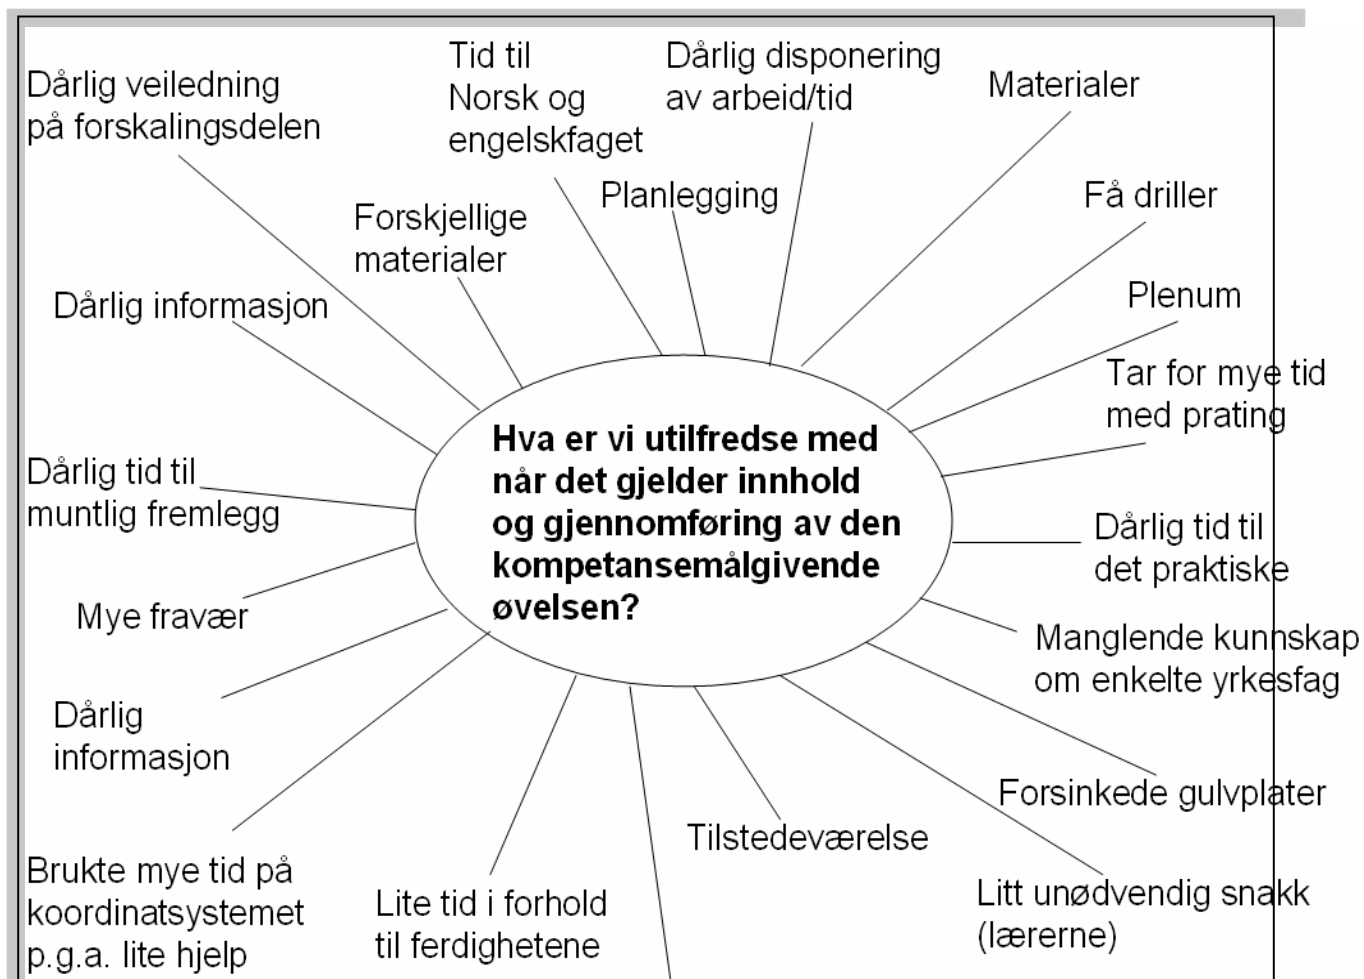 Dårlig veiledning
på forskalingsdelen
Tid til
Norsk og
engelskfaget
Dårlig disponering
av arbeid/tid
Materialer
Forskjellige
materialer
Planlegging
Få driller
Dårlig informasjon
Plenum
Tar for mye tid
med prating
Hva er vi utilfredse med
når det gjelder innhold
og gjennomføring av den
kompetansemålgivende
øvelsen?
Dårlig tid til
muntlig fremlegg
Dårlig tid til
det praktiske
Mye fravær
Manglende kunnskap
om enkelte yrkesfag
Dårlig
informasjon
Forsinkede gulvplater
Tilstedeværelse
Brukte mye tid på
koordinatsystemet
p.g.a. lite hjelp
Lite tid i forhold
til ferdighetene
Litt unødvendig snakk
(lærerne)